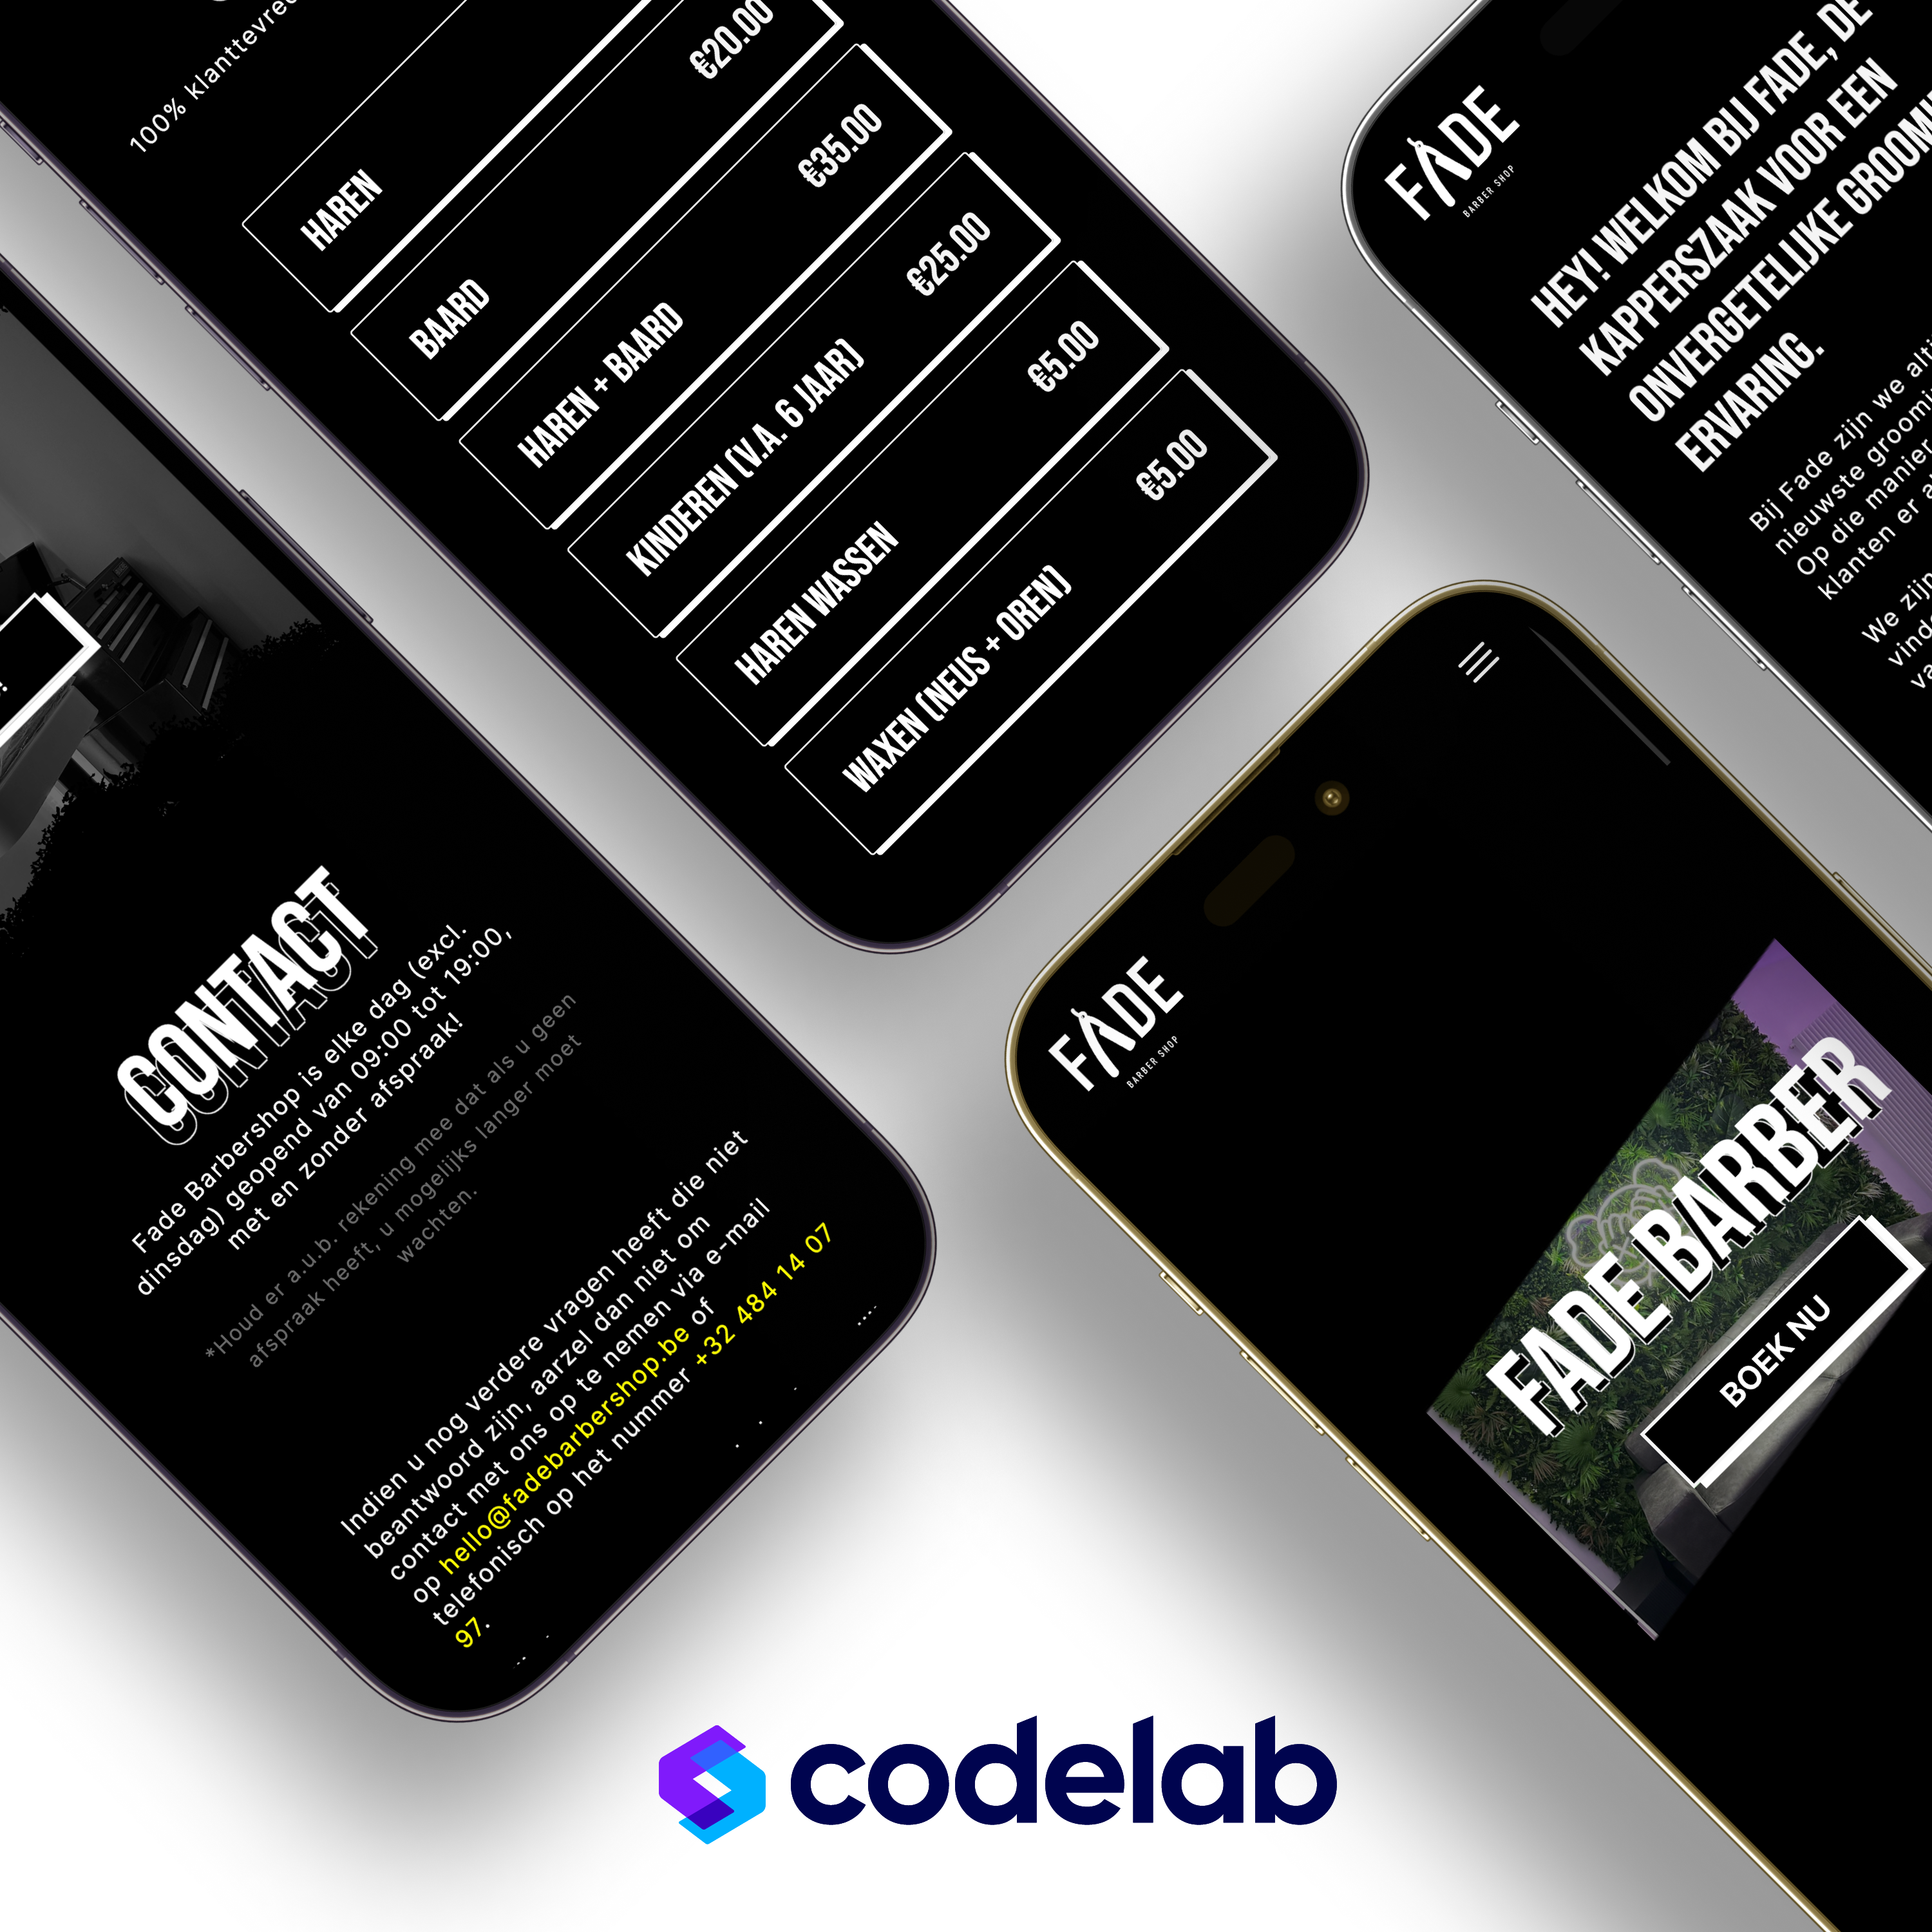 100% klanttevre
HAREN
BAARD €20.00
HAREN + BAARD €35.00
KINDEREN (V.A. 6 JAAR) €25.00
HAREN WASSEN €5.00
WAXEN (NEUS + OREN) €5.00
FADE
BARBER SHOP
HEY! WELKOM BIJ FADE, DE
KAPPERSZAAK VOOR EEN
ONVERGETELIJKE GROOMI
ERVARING.
Bij Fade zijn we alti
nieuwste groomi
Op die manier
klanten er a
We zijn
vind
va
CONTACT
Fade Barbershop is elke dag (excl.
dinsdag) geopend van 09:00 tot 19:00,
met en zonder afspraak!
*Houd er a.u.b. rekening mee dat als u geen
afspraak heeft, u mogelijks langer moet
wachten.
Indien u nog verdere vragen heeft die niet
beantwoord zijn, aarzel dan niet om
contact met ons op te nemen via e-mail
op hello@fadebarbershop.be of
telefonisch op het nummer +32 484 14 07
97.
FADE
BARBER SHOP
FADE BARBER
BOEK NU
codelab